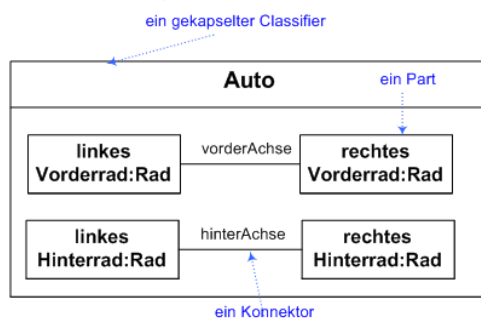 ein gekapselter Classifier
Auto
ein Part
linkes
Vorderrad:Rad
vorderAchse
rechtes
Vorderrad:Rad
linkes
Hinterrad:Rad
hinterAchse
rechtes
Hinterrad:Rad
ein Konnektor